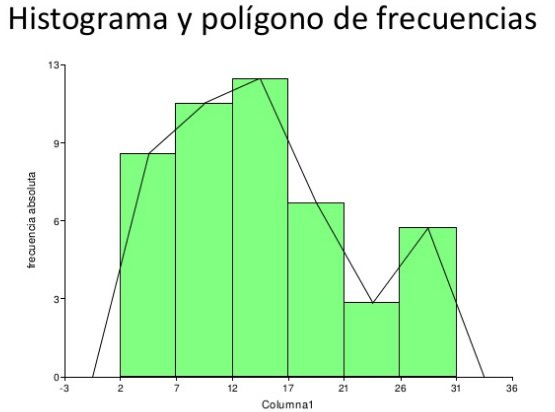 Histograma y polígono de frecuencias
13
9
6
3
0
frecuencia absoluta
-3 2 7 12 17 21 26 31 36
Columna1